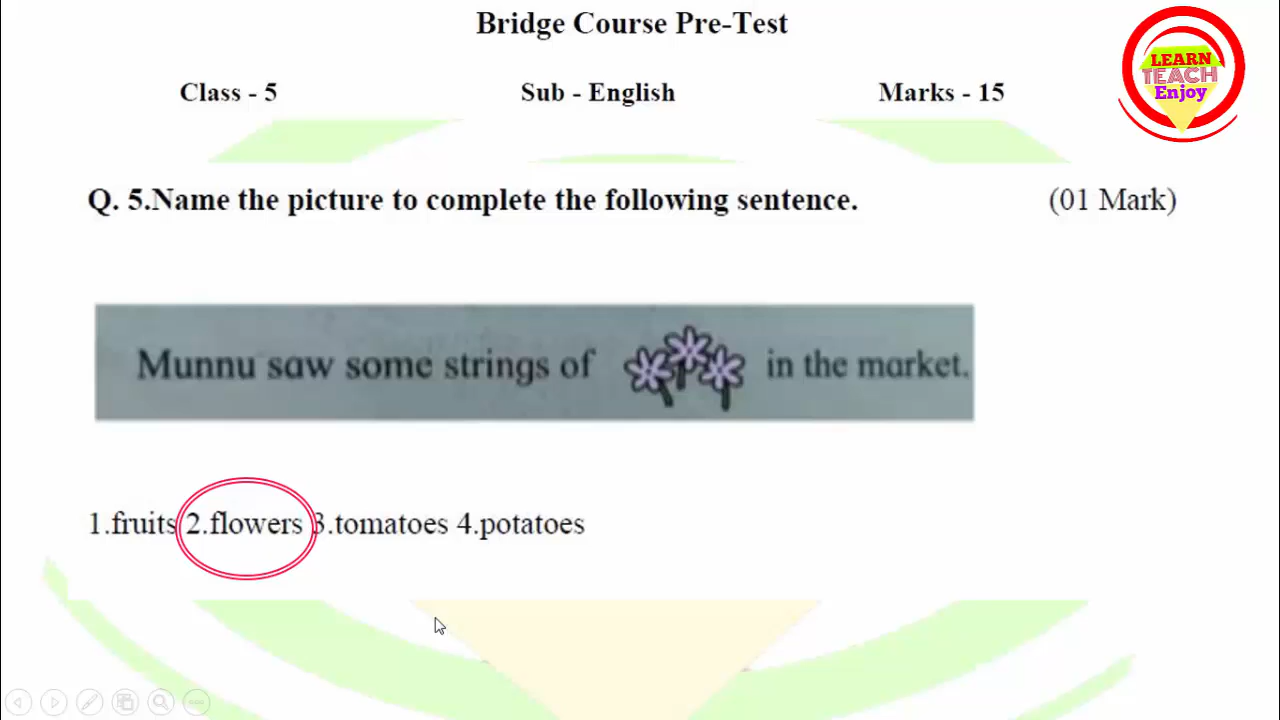 Bridge Course Pre-Test
Class - 5 Sub - English Marks - 15
LEARN
TEACH
Enjoy
Q. 5.Name the picture to complete the following sentence. (01 Mark)
Munnu saw some strings of in the market.
1.fruits 2.flowers 3.tomatoes 4.potatoes